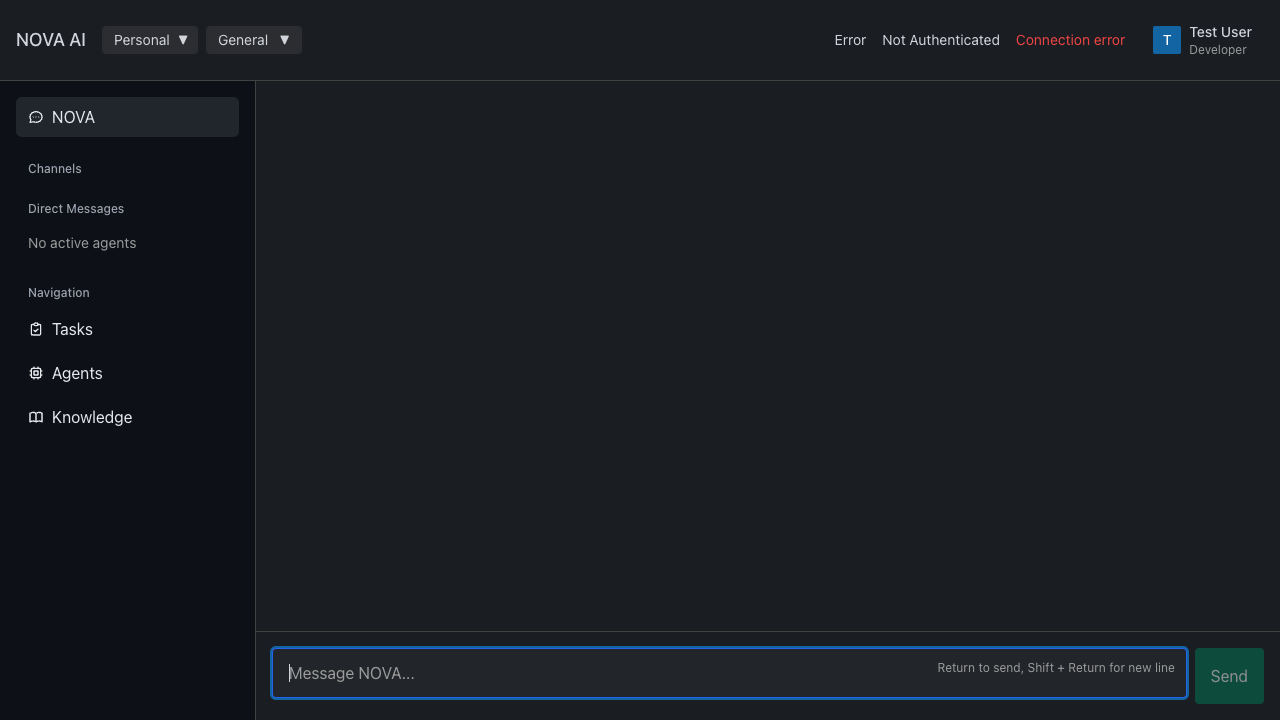 NOVA AI
Personal ▼
General ▼
Error
Not Authenticated
Connection error
T
Test User
Developer
NOVA
Channels
Direct Messages
No active agents
Navigation
Tasks
Agents
Knowledge
Message NOVA...
Return to send, Shift + Return for new line
Send